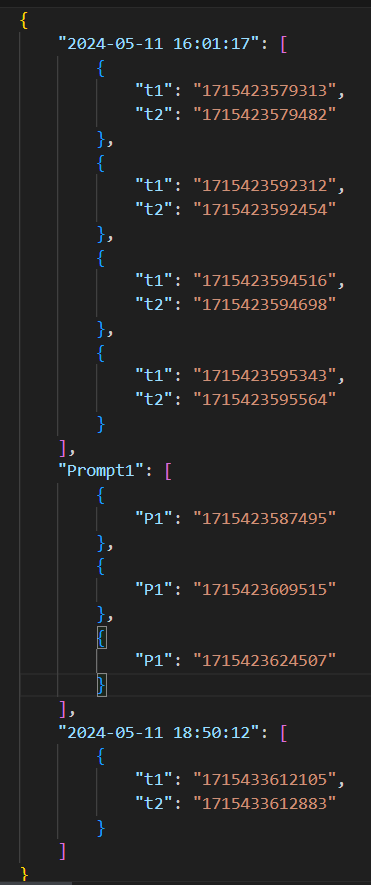 {
    "2024-05-11 16:01:17": [
        {
            "t1": "1715423579313",
            "t2": "1715423579482"
        },
        {
            "t1": "1715423592312",
            "t2": "1715423592454"
        },
        {
            "t1": "1715423594516",
            "t2": "1715423594698"
        },
        {
            "t1": "1715423595343",
            "t2": "1715423595564"
        }
    ],
    "Prompt1": [
        {
            "P1": "1715423587495"
        },
        {
            "P1": "1715423609515"
        },
        {
            "P1": "1715423624507"
        }
    ],
    "2024-05-11 18:50:12": [
        {
            "t1": "1715433612105",
            "t2": "1715433612883"
        }
    ]
}